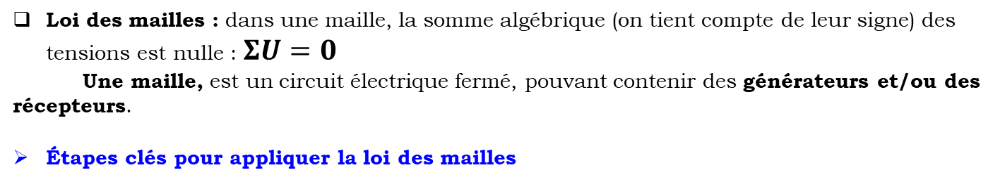 ❑ Loi des mailles : dans une maille, la somme algébrique (on tient compte de leur signe) des
tensions est nulle : ΣU = 0
Une maille, est un circuit électrique fermé, pouvant contenir des générateurs et/ou des
récepteurs.
➢ Étapes clés pour appliquer la loi des mailles